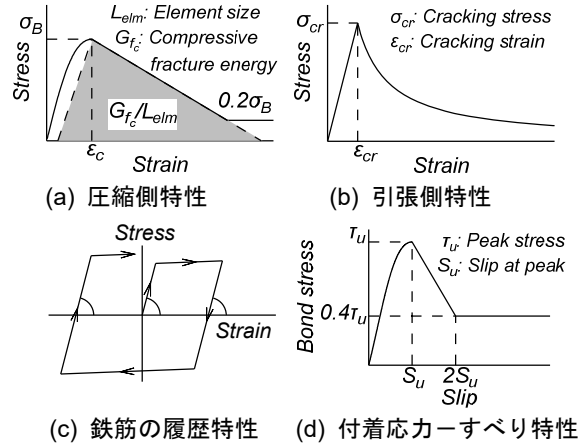 σB
Stress
Lelm: Element size
Gfc: Compressive
fracture energy
0.2σB
Gfc/Lelm
εc
Strain
(a) 圧縮側特性
σcr
Stress
σcr: Cracking stress
εcr: Cracking strain
εcr
Strain
(b) 引張側特性
Stress
Strain
(c) 鉄筋の履歴特性
τu
Bond stress
τu: Peak stress
Su: Slip at peak
0.4τu
Su
2Su
Slip
(d) 付着応力ーすべり特性